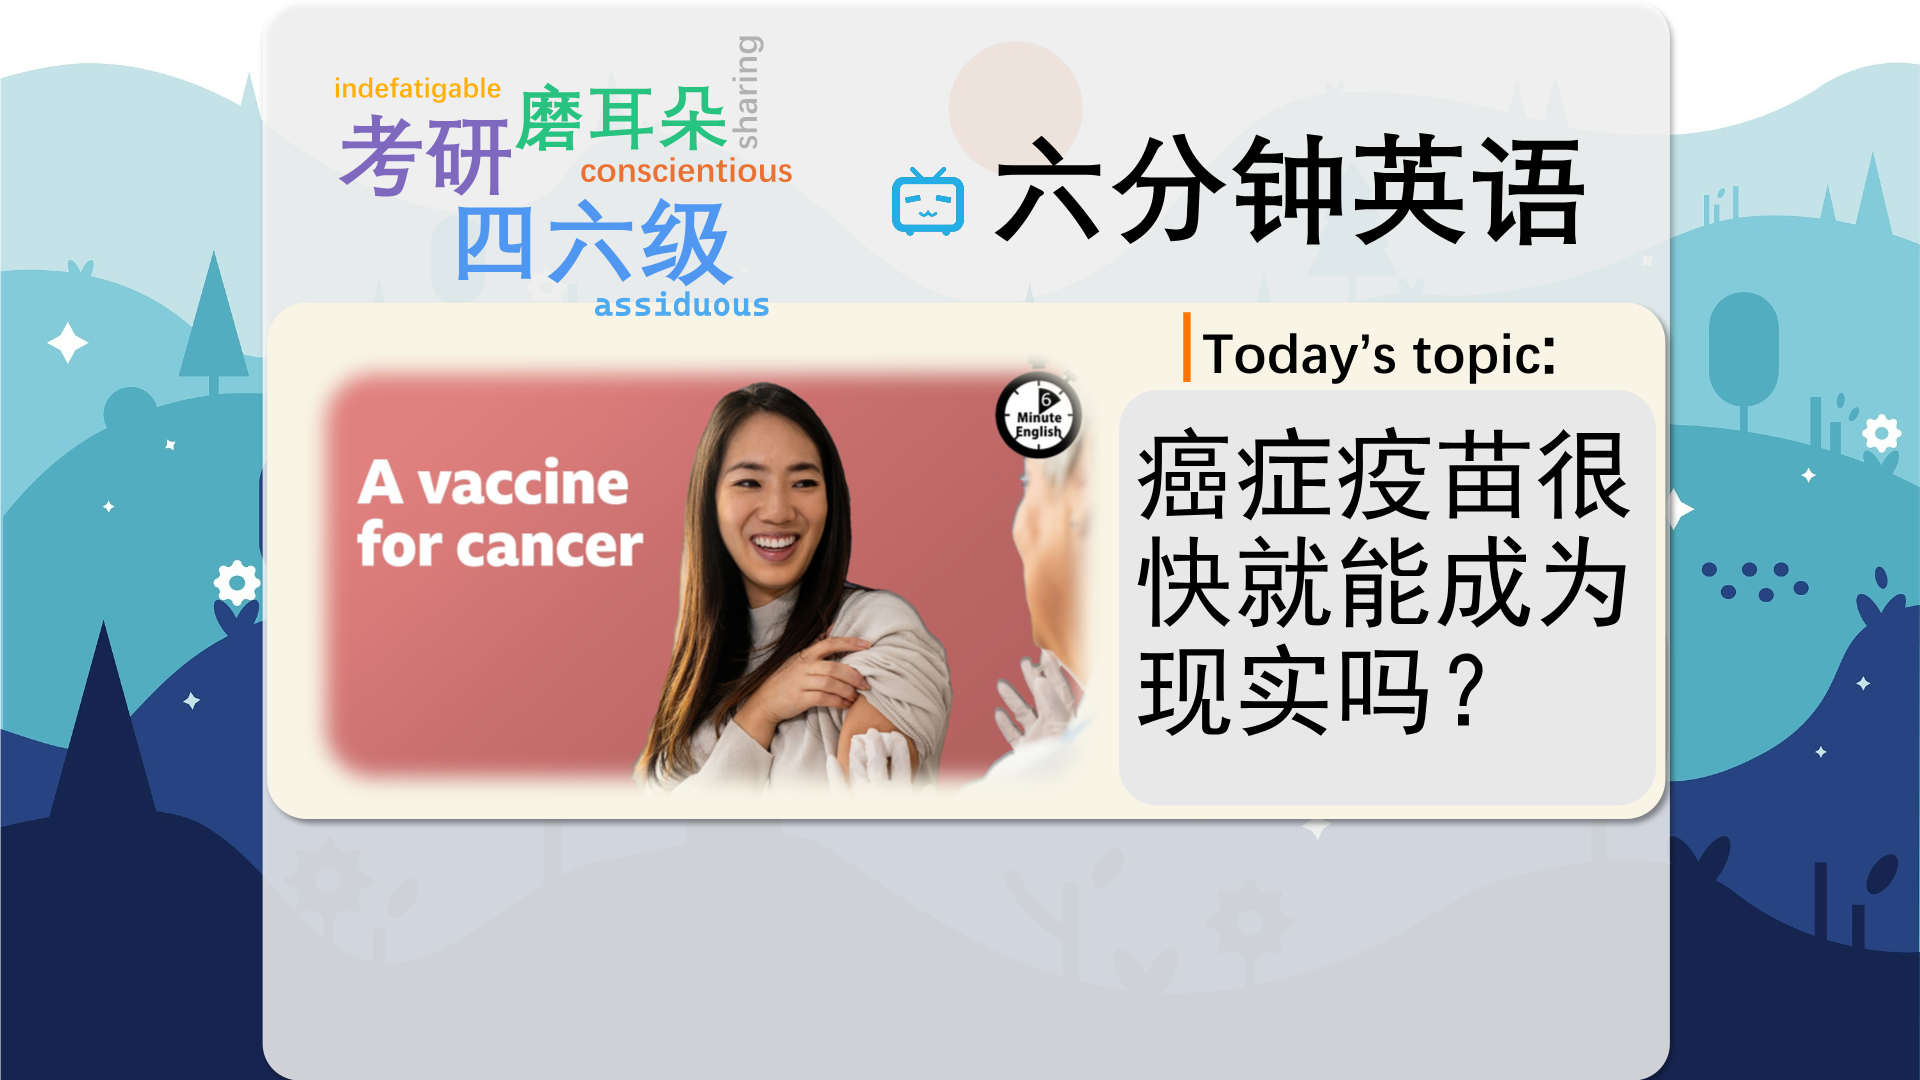 indefatigable
考研
磨耳朵
sharing
conscientious
四六级
assiduous
六分钟英语
A vaccine
for cancer
6
Minute
English
Today’s topic:
癌症疫苗很
快就能成为
现实吗？